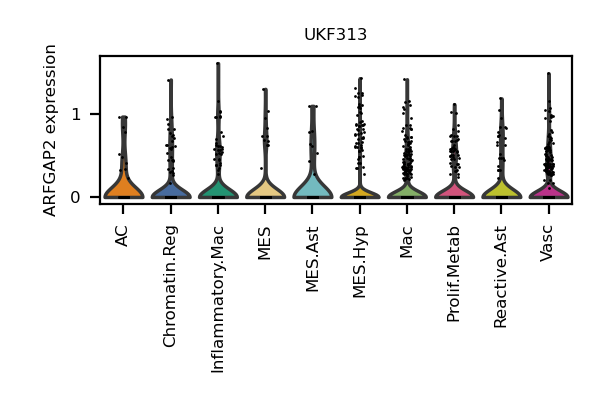 UKF313
ARFGAP2 expression
1
0
AC
Chromatin.Reg
Inflammatory.Mac
MES
MES.Ast
MES.Hyp
Mac
Prolif.Metab
Reactive.Ast
Vasc